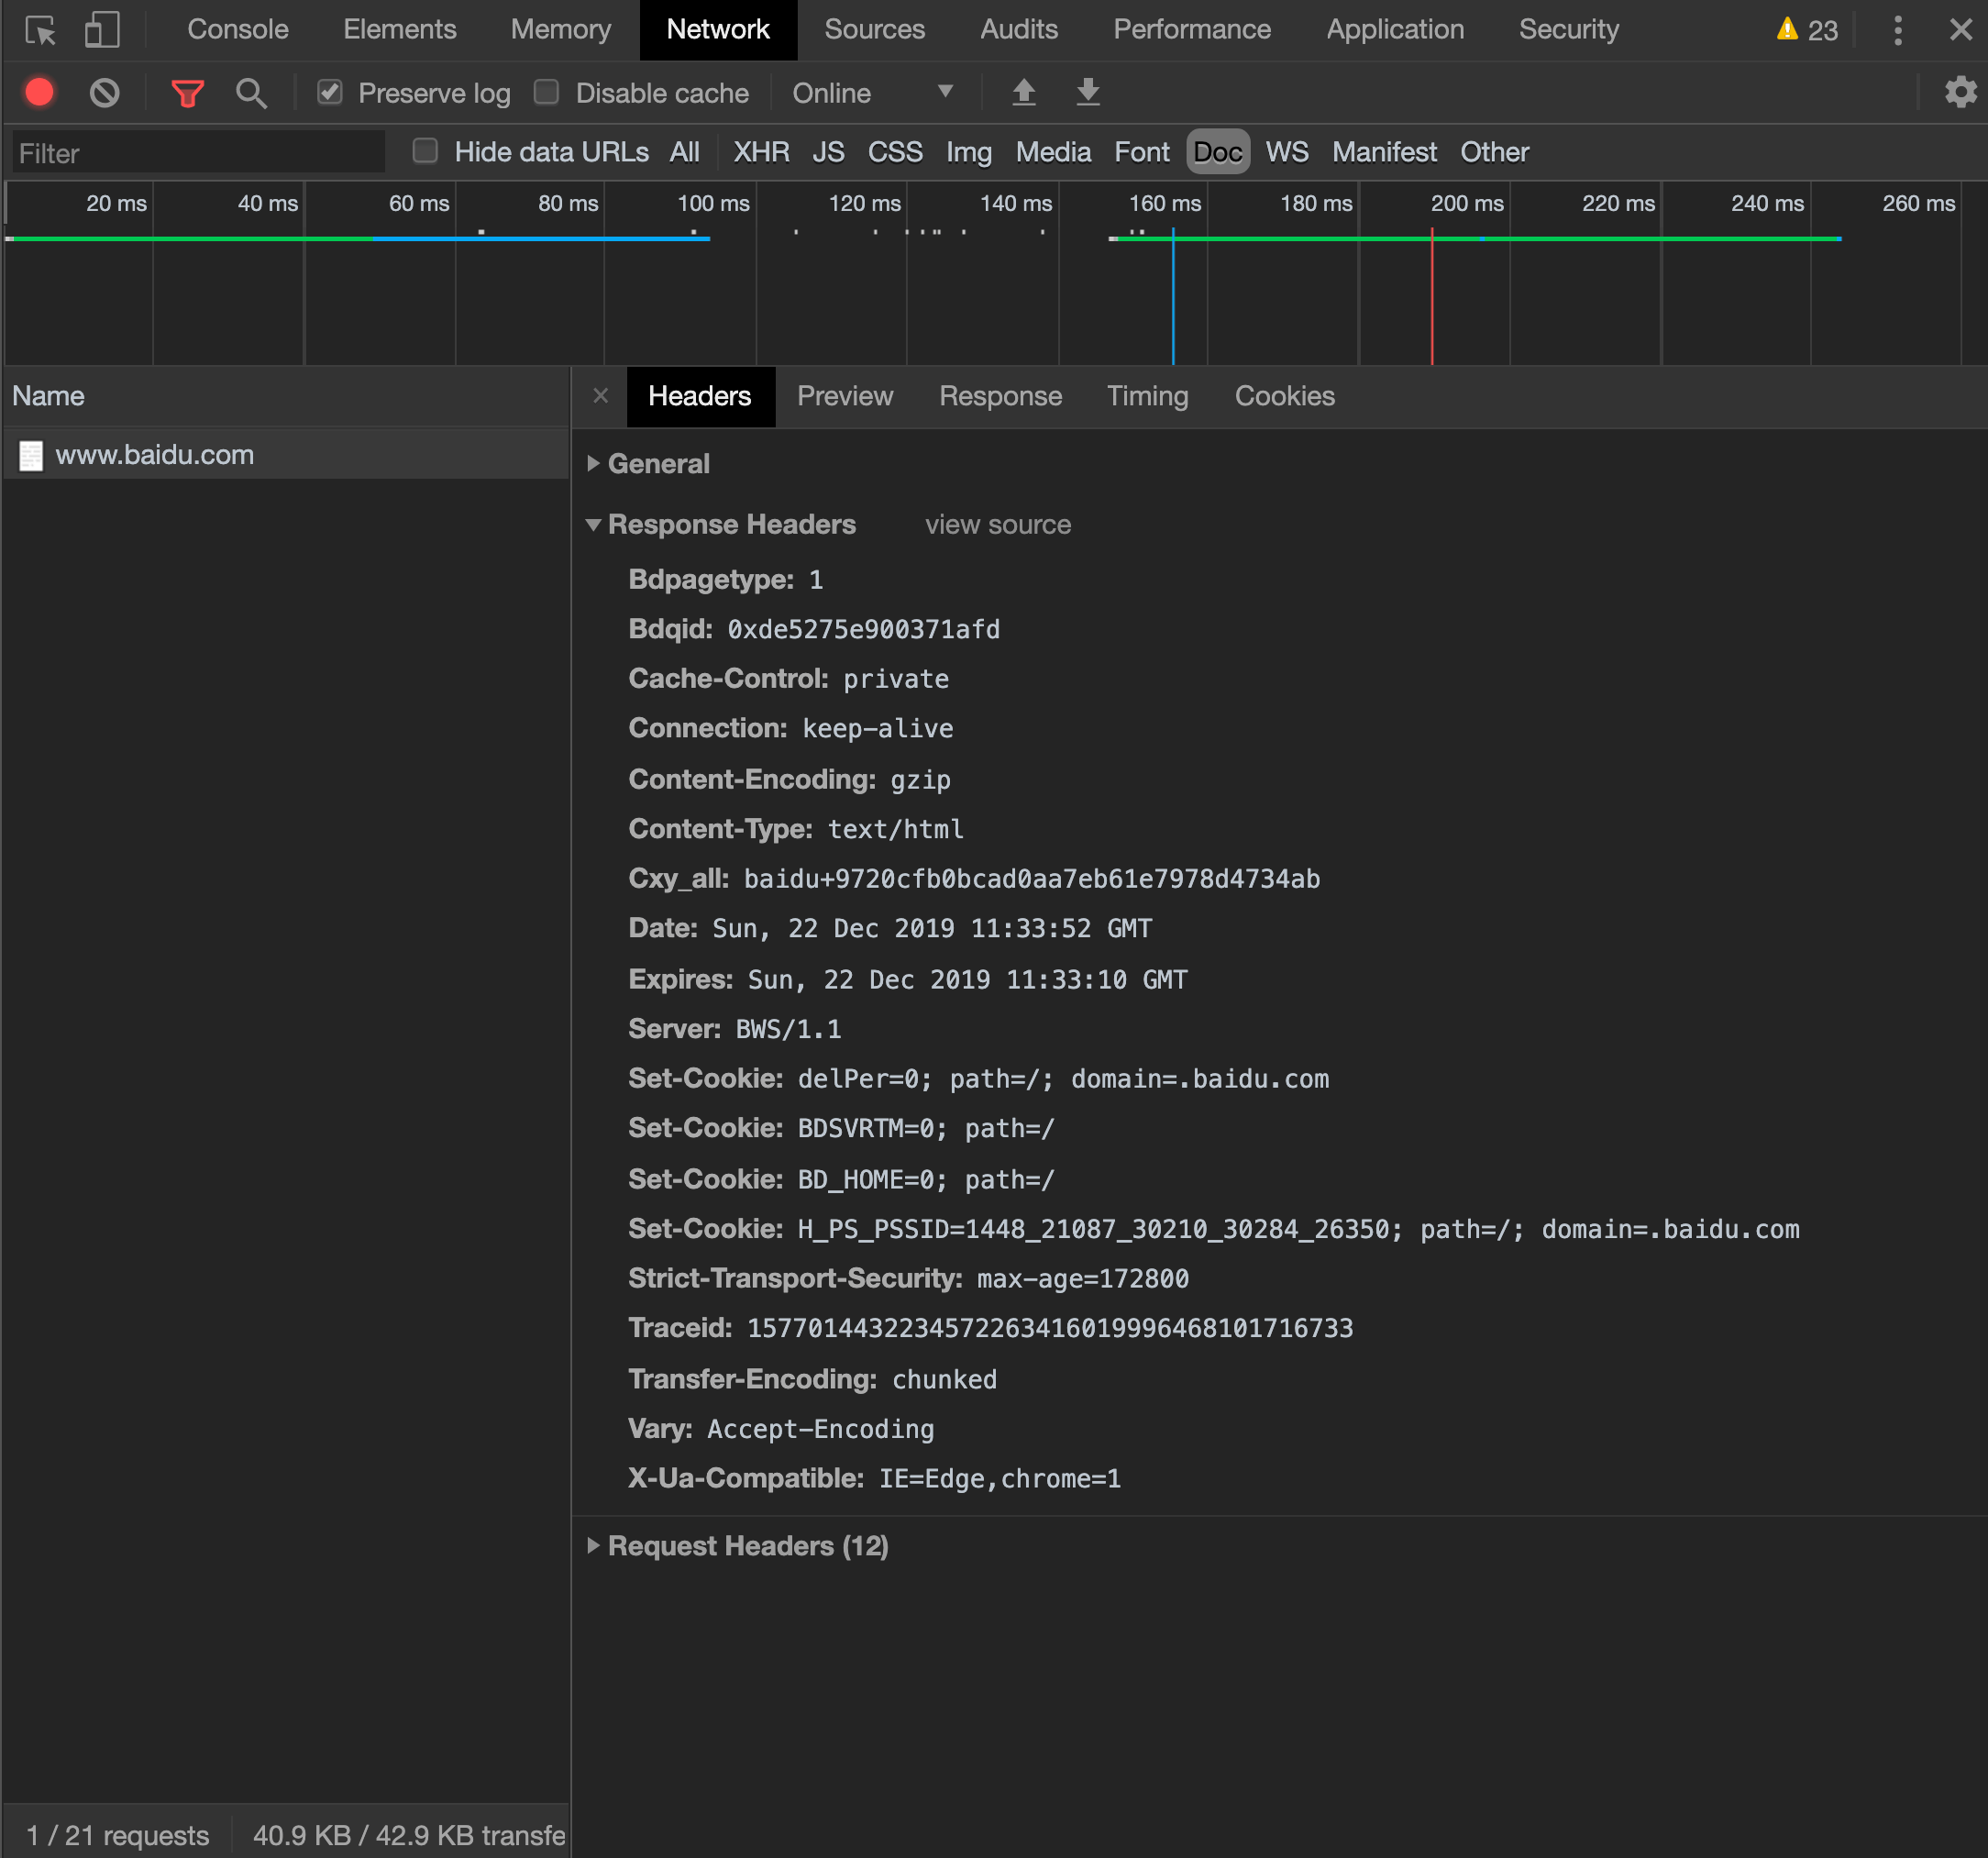 Console Elements Memory Network Sources Audits Performance Application Security 23
Preserve log Disable cache Online
Filter Hide data URLs All XHR JS CSS Img Media Font Doc WS Manifest Other
20 ms 40 ms 60 ms 80 ms 100 ms 120 ms 140 ms 160 ms 180 ms 200 ms 220 ms 240 ms 260 ms
Name
www.baidu.com
Headers Preview Response Timing Cookies
General
Response Headers view source
Bdpagetype: 1
Bdqid: 0xde5275e900371afd
Cache-Control: private
Connection: keep-alive
Content-Encoding: gzip
Content-Type: text/html
Cxy_all: baidu+9720cfb0bcad0aa7eb61e7978d4734ab
Date: Sun, 22 Dec 2019 11:33:52 GMT
Expires: Sun, 22 Dec 2019 11:33:10 GMT
Server: BWS/1.1
Set-Cookie: delPer=0; path=/; domain=.baidu.com
Set-Cookie: BDSVRTM=0; path=/
Set-Cookie: BD_HOME=0; path=/
Set-Cookie: H_PS_PSSID=1448_21087_30210_30284_26350; path=/; domain=.baidu.com
Strict-Transport-Security: max-age=172800
Traceid: 1577014432234572263416019996468101716733
Transfer-Encoding: chunked
Vary: Accept-Encoding
X-Ua-Compatible: IE=Edge,chrome=1
Request Headers (12)
1 / 21 requests 40.9 KB / 42.9 KB transfe